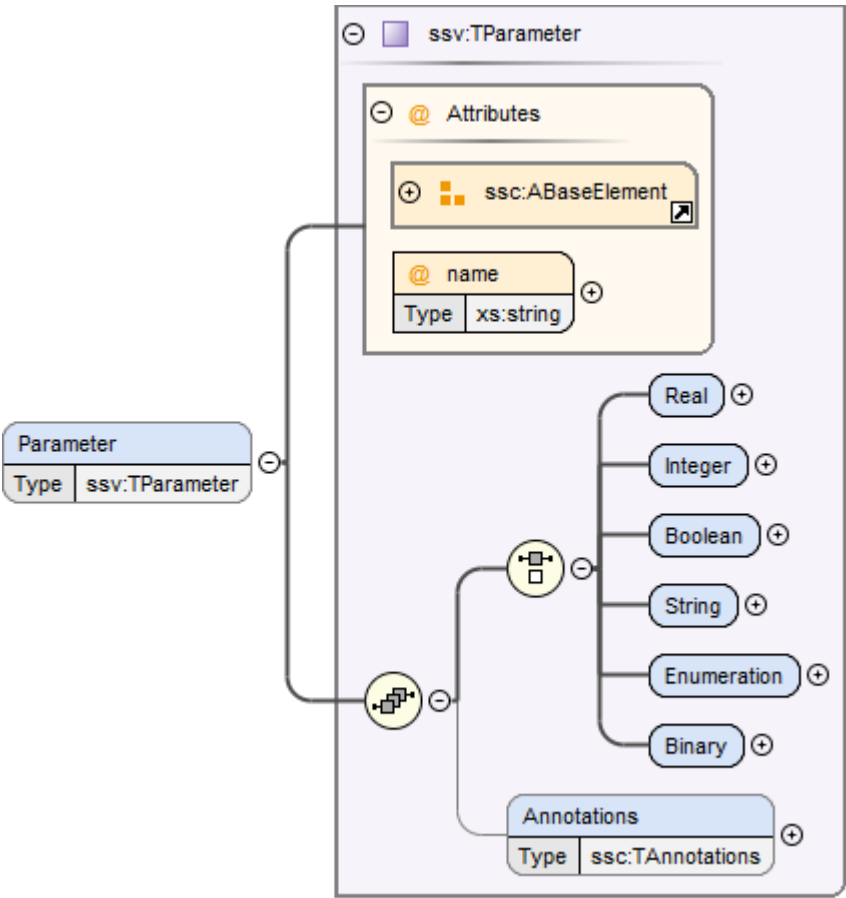 ssv:TParameter
@ Attributes
ssc:ABaseElement
@ name
Type xs:string
Parameter
Type ssv:TParameter
Real
Integer
Boolean
String
Enumeration
Binary
Annotations
Type ssc:TAnnotations